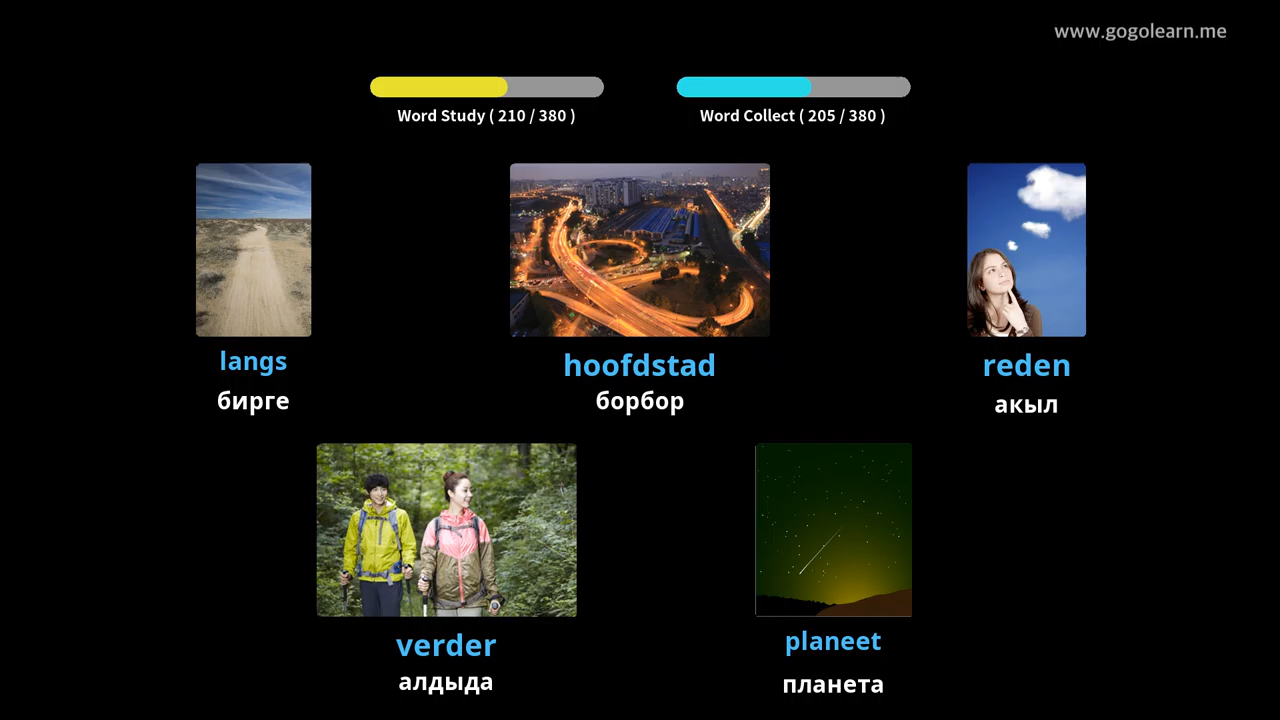 www.gogolearn.me
Word Study ( 210 / 380 )
Word Collect ( 205 / 380 )
langs
hoofdstad
reden
бирге
борбор
акыл
verder
planeet
алдыда
планета